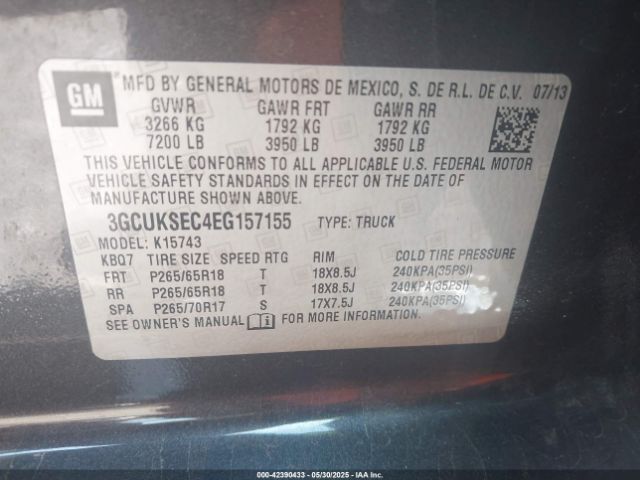 GM
MFD BY GENERAL MOTORS DE MEXICO, S. DE R.L. DE C.V. 07/13
GVWR GAWR FRT GAWR RR
3266 KG 1792 KG 1792 KG
7200 LB 3950 LB 3950 LB
THIS VEHICLE CONFORMS TO ALL APPLICABLE U.S. FEDERAL MOTOR
VEHICLE SAFETY STANDARDS IN EFFECT ON THE DATE OF
MANUFACTURE SHOWN ABOVE.
3GCUKSEC4EG157155 TYPE: TRUCK
MODEL: K15743
KBQ7 TIRE SIZE SPEED RTG RIM COLD TIRE PRESSURE
FRT P265/65R18 T 18X8.5J 240KPA(35PSI)
RR P265/65R18 T 18X8.5J 240KPA(35PSI)
SPA P265/70R17 S 17X7.5J 240KPA(35PSI)
SEE OWNER'S MANUAL FOR MORE INFORMATION.
000-42390433 - 05/30/2025 - IAAI.COM